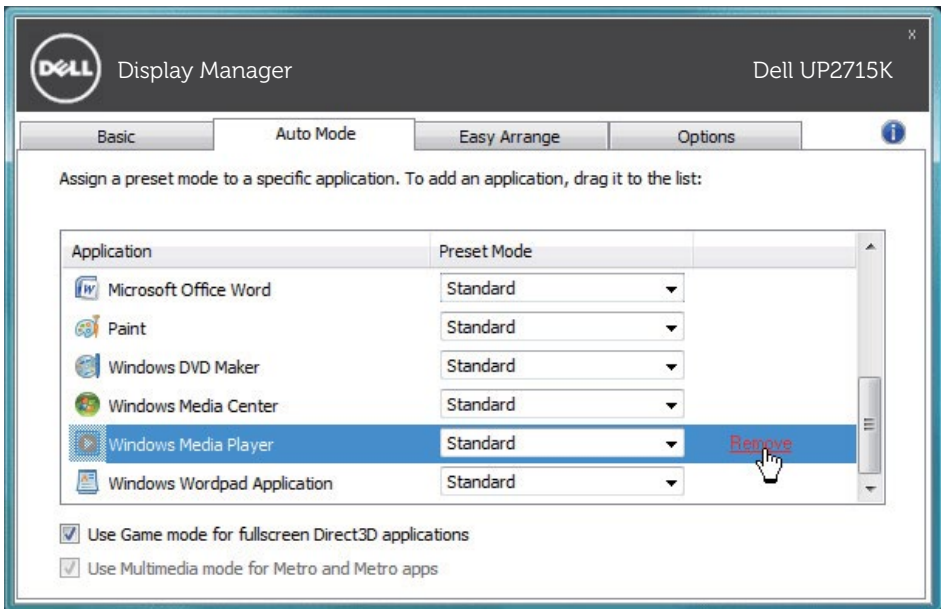 DELL Display Manager Dell UP2715K x
Basic Auto Mode Easy Arrange Options i
Assign a preset mode to a specific application. To add an application, drag it to the list:
Application Preset Mode
Microsoft Office Word Standard
Paint Standard
Windows DVD Maker Standard
Windows Media Center Standard
Windows Media Player Standard Remove
Windows Wordpad Application Standard
Use Game mode for fullscreen Direct3D applications
Use Multimedia mode for Metro and Metro apps